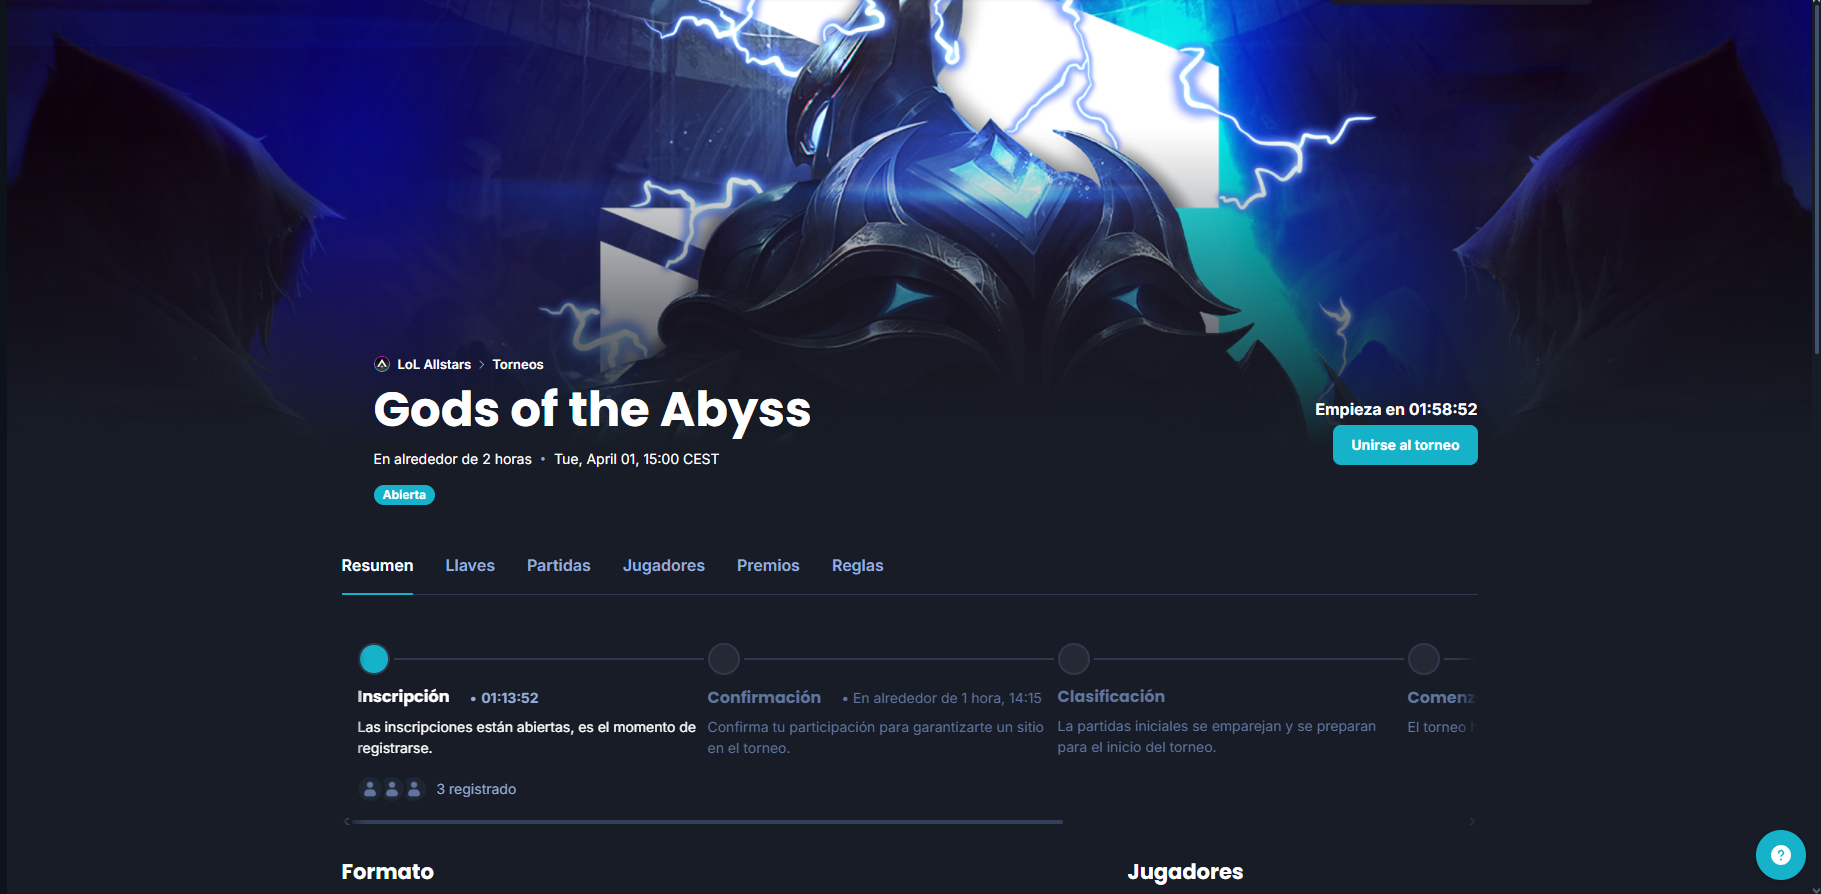 LoL Allstars > Torneos
Gods of the Abyss
En alrededor de 2 horas • Tue, April 01, 15:00 CEST
Abierta
Empieza en 01:58:52
Unirse al torneo
Resumen Llaves Partidas Jugadores Premios Reglas
Inscripción • 01:13:52
Las inscripciones están abiertas, es el momento de
registrarse.
3 registrado
Confirmación • En alrededor de 1 hora, 14:15
Confirma tu participación para garantizarte un sitio
en el torneo.
Clasificación
La partidas iniciales se emparejan y se preparan
para el inicio del torneo.
Comenz
El torneo
Formato
Jugadores
?